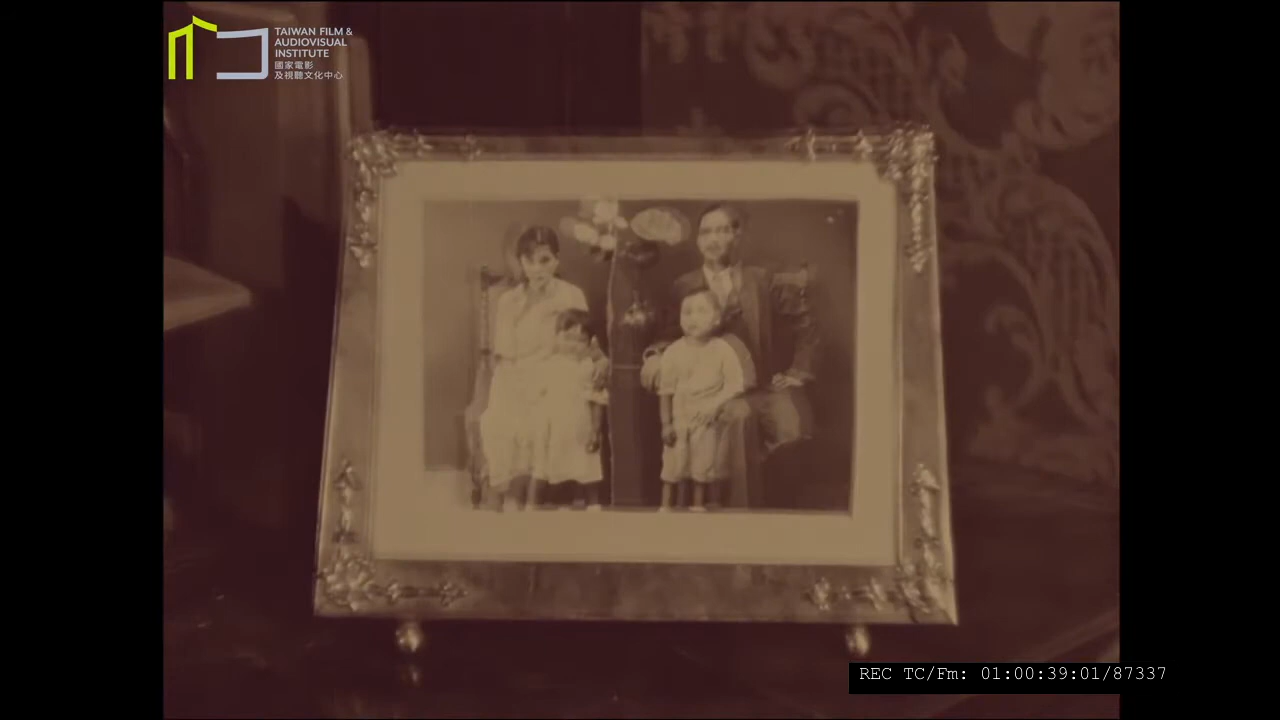 TAIWAN FILM &
AUDIOVISUAL
INSTITUTE
國家電影
及視聽文化中心
REC TC/Fm: 01:00:39:01/87337